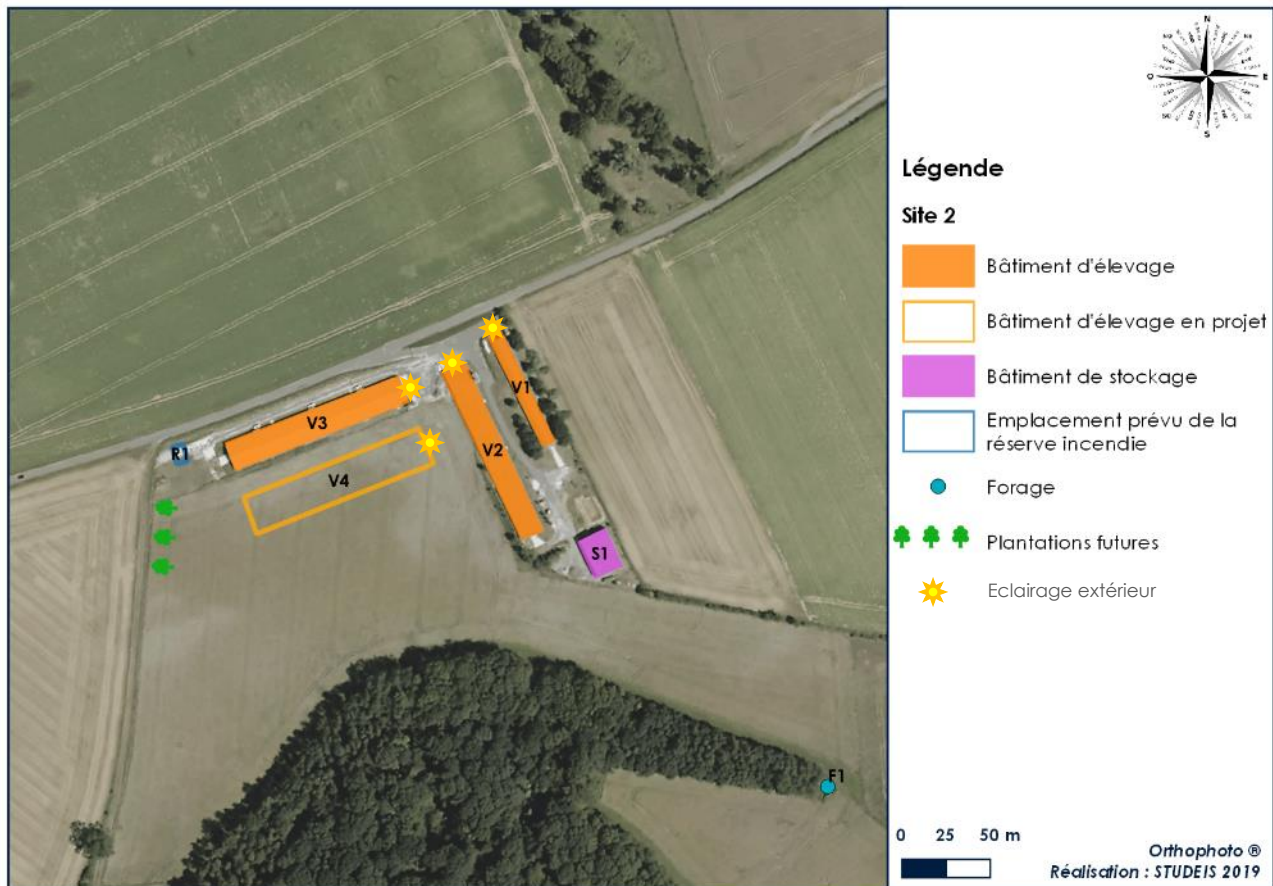 N
O
E
S
Légende
Site 2
Bâtiment d'élevage
Bâtiment d'élevage en projet
Bâtiment de stockage
Emplacement prévu de la
réserve incendie
Forage
Plantations futures
Eclairage extérieur
V1
V3
V2
R1
V4
S1
F1
0 25 50 m
Orthophoto ®
Réalisation : STUDEIS 2019